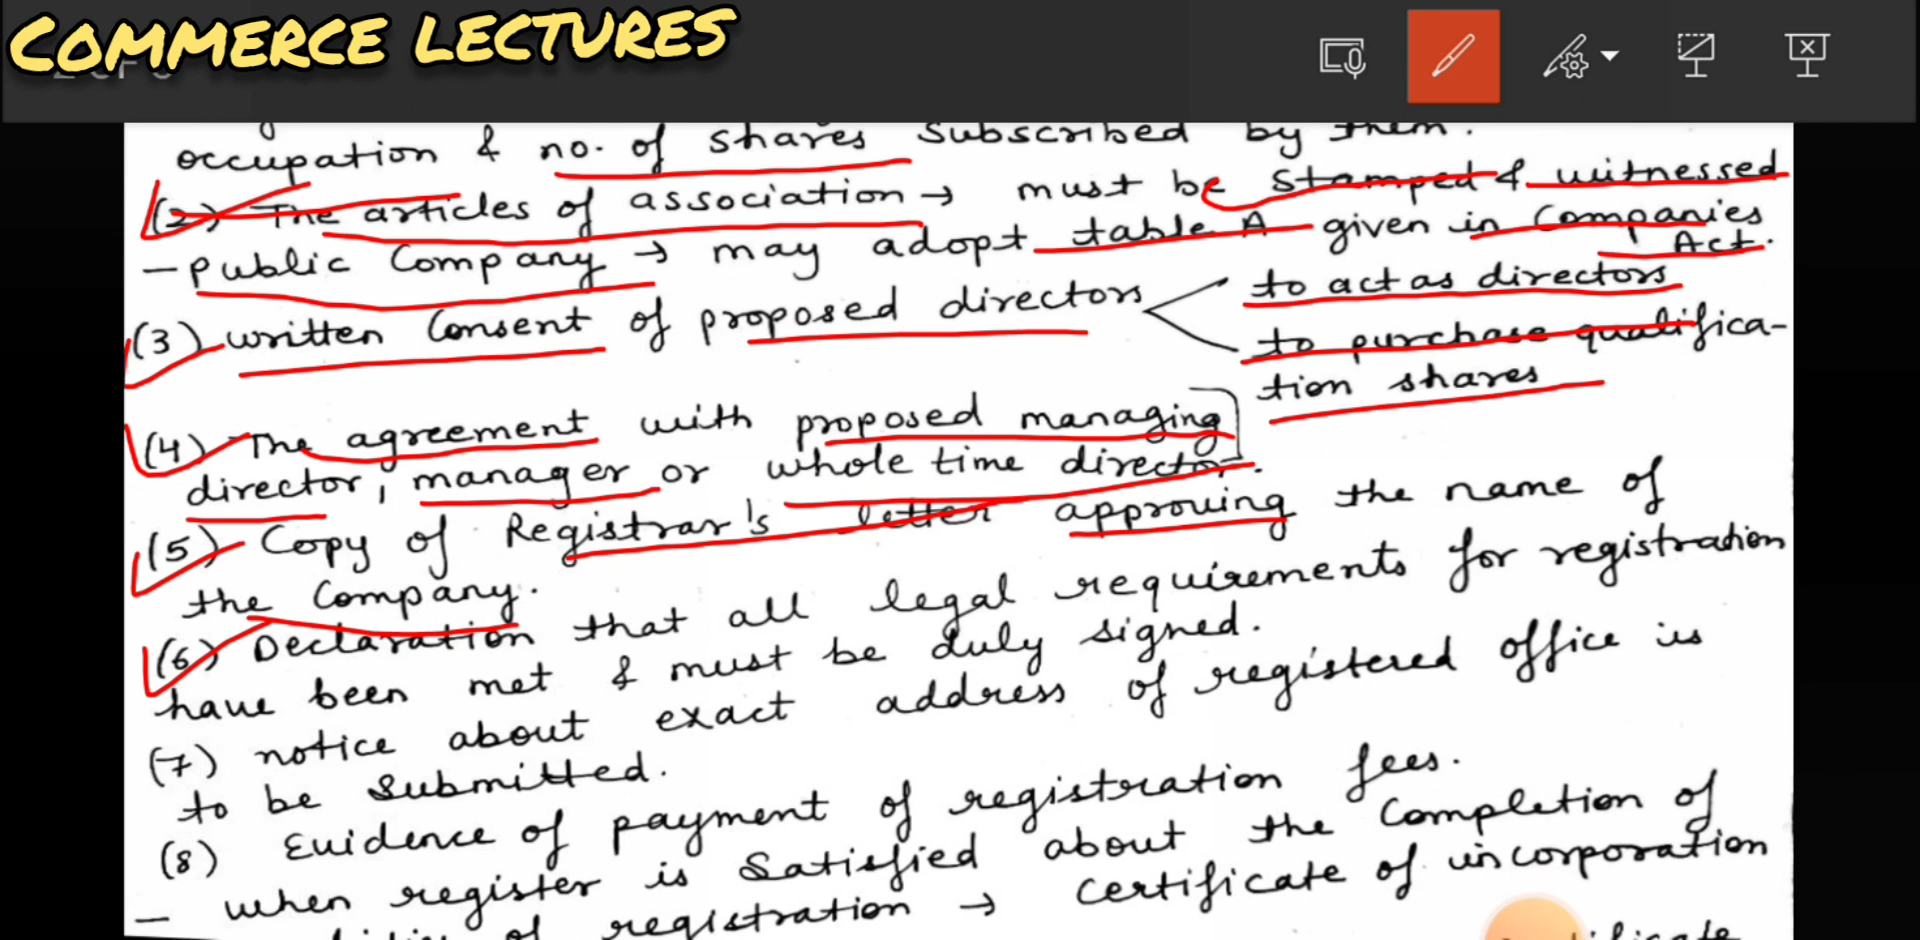 COMMERCE LECTURES
occupation & no. of shares subscribed by them.
(2) The articles of association → must be stamped & witnessed
- Public Company → may adopt table A given in Companies Act.
(3) written Consent of proposed directors to act as directors
to purchase qualifica-
tion shares
(4) The agreement with proposed managing
director, manager or whole time director.
(5) Copy of Registrar's letter approving the name of
the Company.
(6) Declaration that all legal requirements for registration
have been met & must be duly signed.
(7) notice about exact address of registered office is
to be submitted.
(8) Evidence of payment of registration fees.
- when register is satisfied about the completion of
of registration → certificate of incorporation